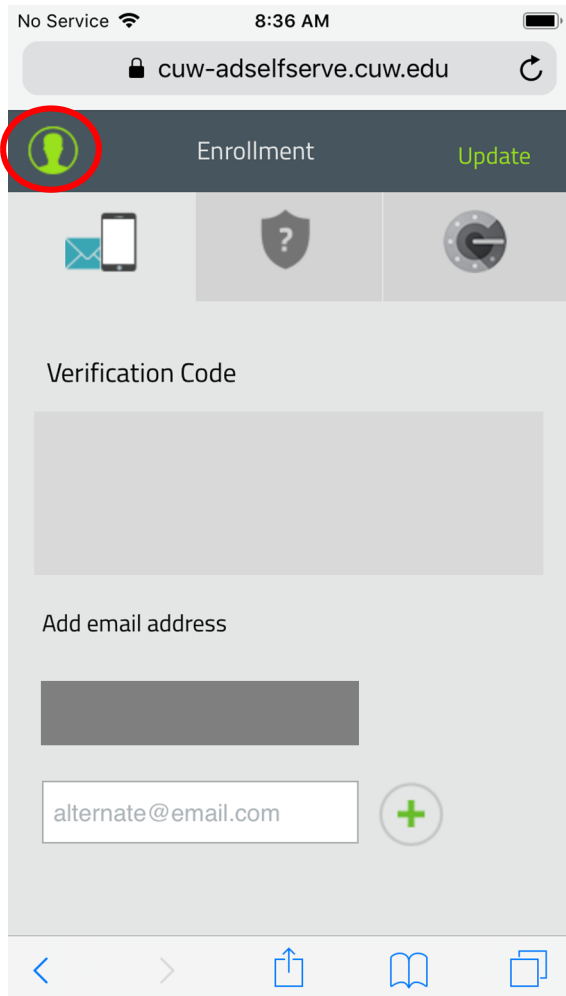 No Service 8:36 AM
cuw-adselfserve.cuw.edu
Enrollment Update
?
Verification Code
Add email address
alternate@email.com
+